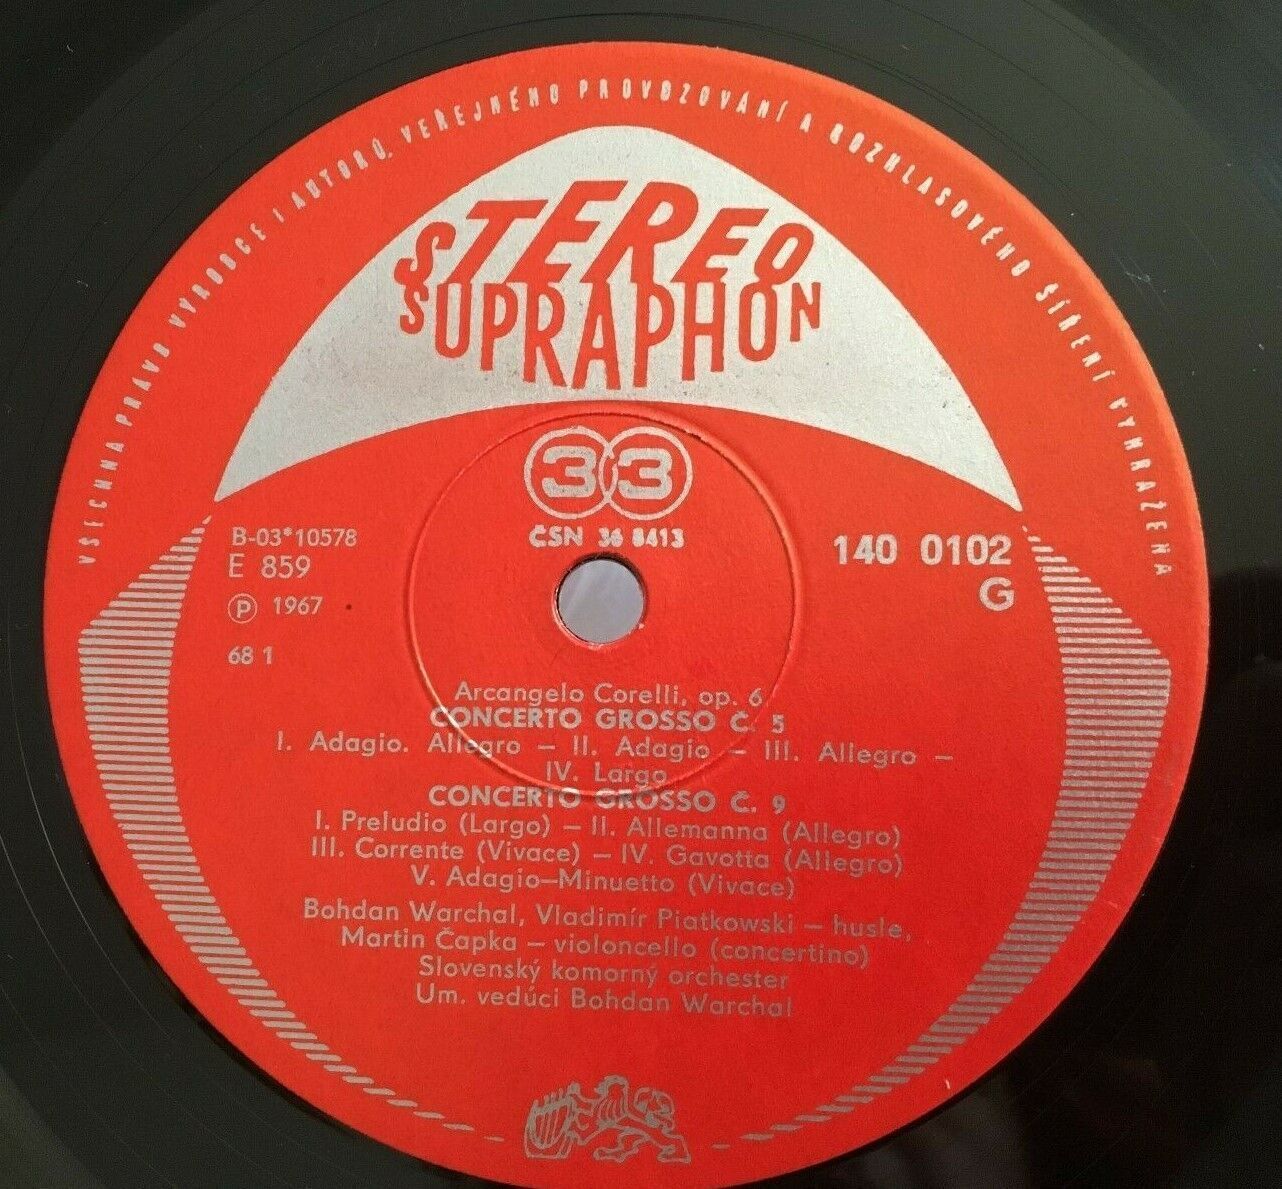 VŠECHNA PRÁVA VÝROBCE I AUTORŮ, VEŘEJNÉHO PROVOZOVÁNÍ A ROZHLASOVÉHO ŠÍŘENÍ VYHRAŽENA
STEREO
SUPRAPHON
33
ČSN 36 8413
B-03*10578
E 859
Ⓟ 1967
68 1
140 0102
G
Arcangelo Corelli, op. 6
CONCERTO GROSSO Č. 5
I. Adagio. Allegro – II. Adagio – III. Allegro –
IV. Largo
CONCERTO GROSSO Č. 9
I. Preludio (Largo) – II. Allemanna (Allegro)
III. Corrente (Vivace) – IV. Gavotta (Allegro)
V. Adagio–Minuetto (Vivace)
Bohdan Warchal, Vladimír Piatkowski – husle,
Martin Čapka – violoncello (concertino)
Slovenský komorný orchester
Um. vedúci Bohdan Warchal